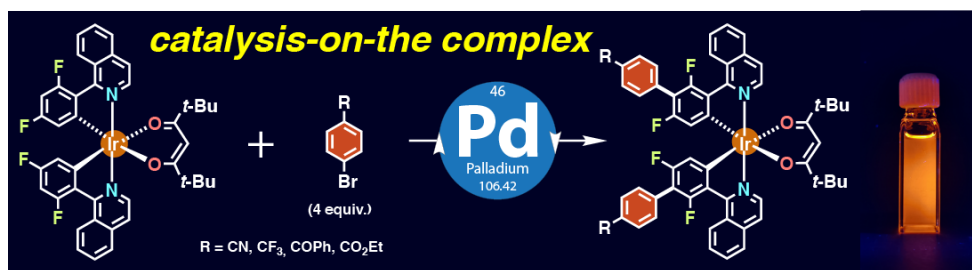 catalysis-on-the complex
F
F
N
t-Bu
O
Ir
O
F
t-Bu
N
F
+
R
Br
(4 equiv.)
R = CN, CF₃, COPh, CO₂Et
46
Pd
Palladium
106.42
R
F
F
N
t-Bu
O
Ir
O
F
t-Bu
F
N
R